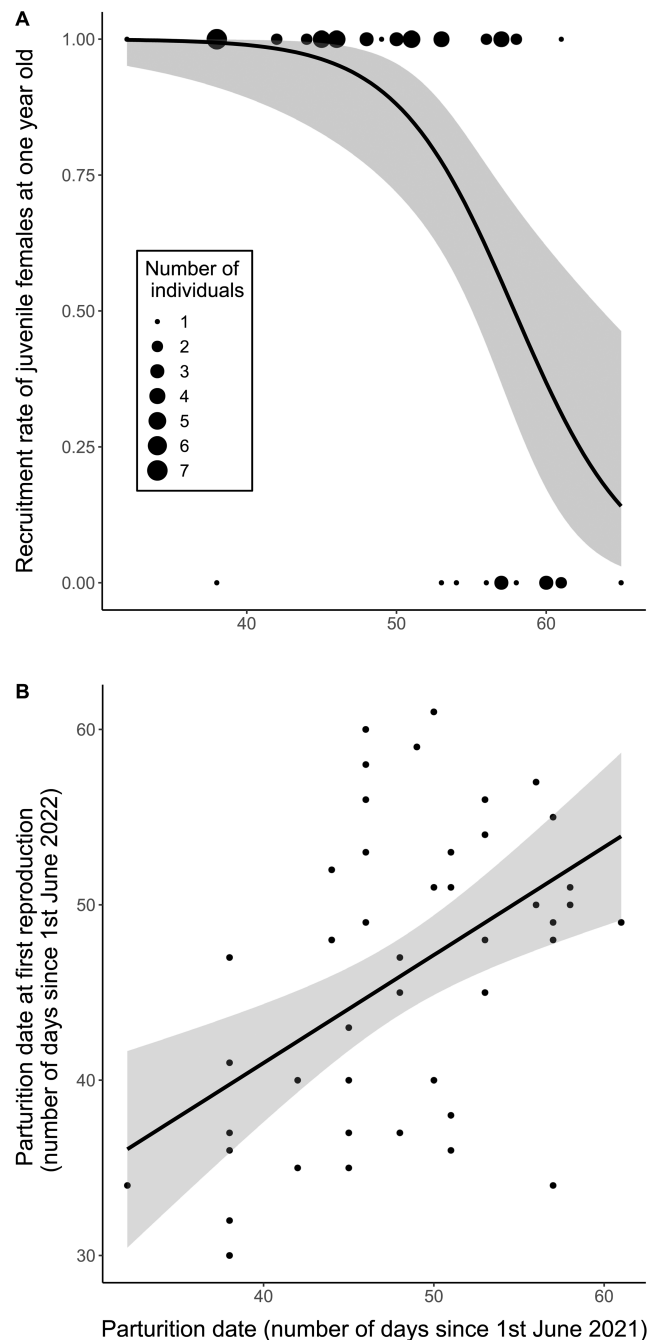 A
Recruitment rate of juvenile females at one year old
1.00
0.75
0.50
0.25
0.00
Number of
individuals
1
2
3
4
5
6
7
40
50
60
B
Parturition date at first reproduction
(number of days since 1st June 2022)
60
50
40
30
40
50
60
Parturition date (number of days since 1st June 2021)